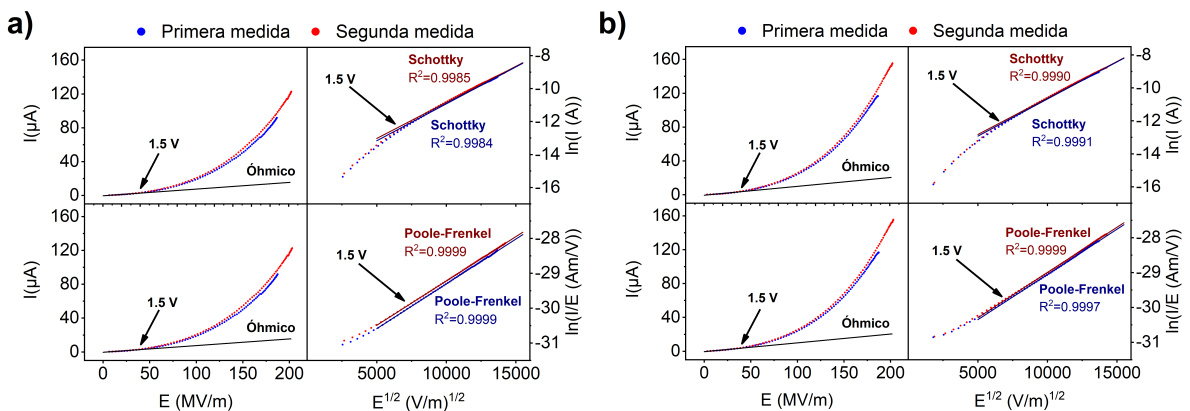 a)
Primera medida
Segunda medida
160
120
80
40
0
I(μA)
1.5 V
Óhmico
Schottky
R²=0.9985
1.5 V
Schottky
R²=0.9984
-8
-10
-12
-14
-16
ln(I (A))
160
120
80
40
0
I(μA)
1.5 V
Óhmico
0 50 100 150 200
E (MV/m)
Poole-Frenkel
R²=0.9999
1.5 V
Poole-Frenkel
R²=0.9999
-28
-29
-30
-31
ln(I/E (Am/V))
5000 10000 15000
E^1/2 (V/m)^1/2
b)
Primera medida
Segunda medida
160
120
80
40
0
I(μA)
1.5 V
Óhmico
Schottky
R²=0.9990
1.5 V
Schottky
R²=0.9991
-8
-10
-12
-14
-16
ln(I (A))
160
120
80
40
0
I(μA)
1.5 V
Óhmico
0 50 100 150 200
E (MV/m)
Poole-Frenkel
R²=0.9999
1.5 V
Poole-Frenkel
R²=0.9997
-28
-29
-30
-31
ln(I/E (Am/V))
5000 10000 15000
E^1/2 (V/m)^1/2